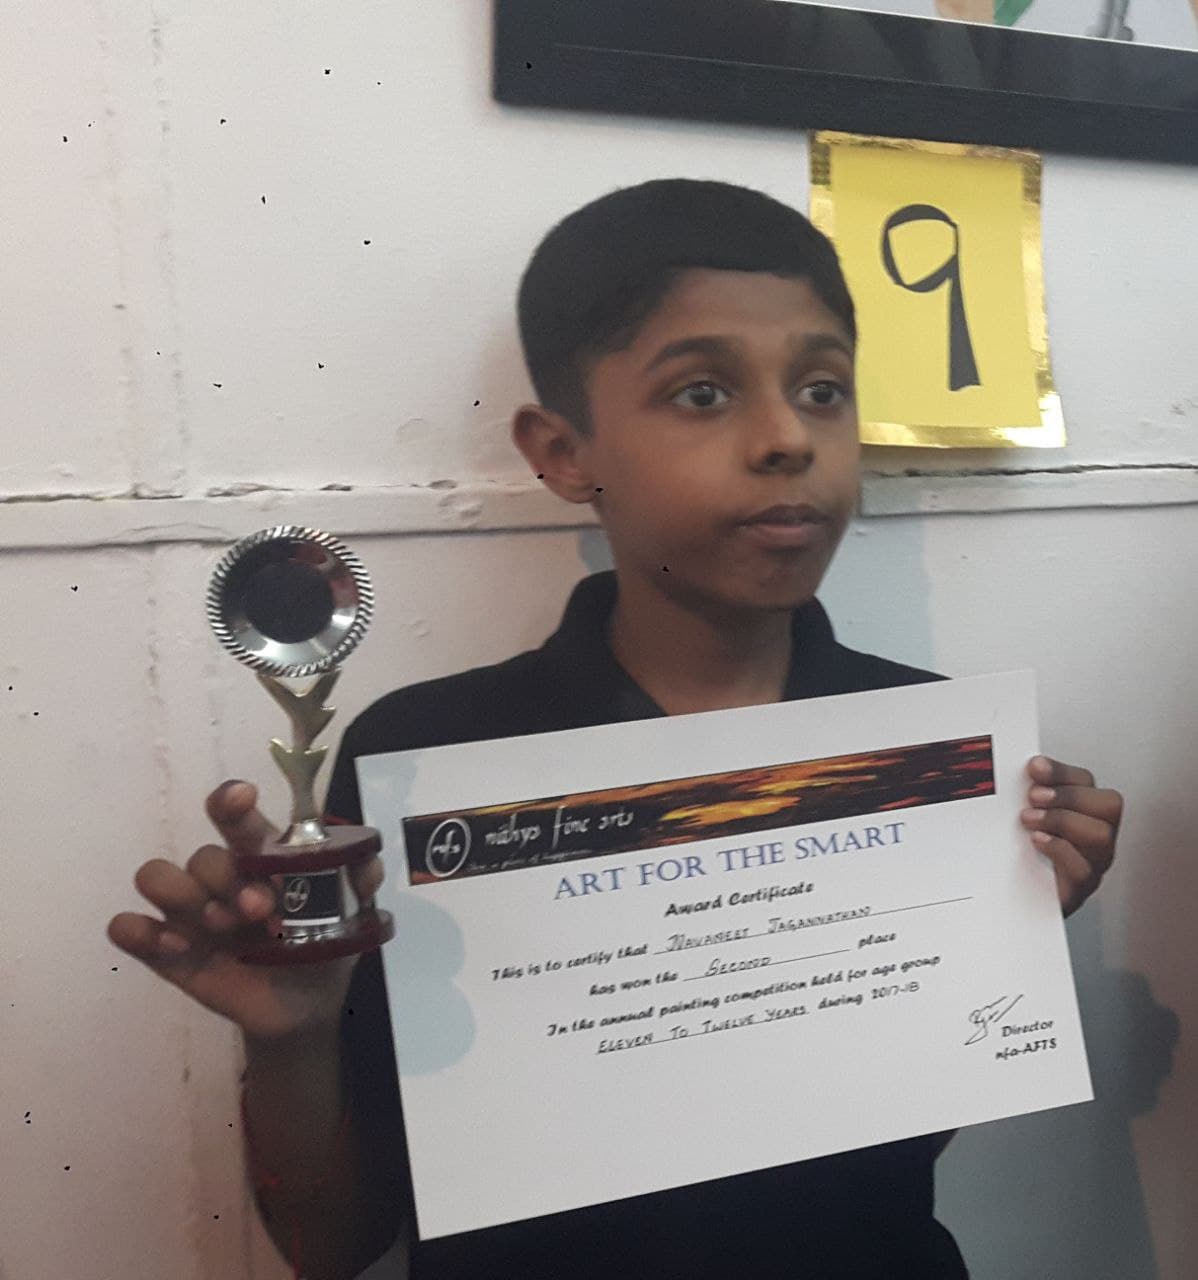 9
nfa nithya fine arts
ART FOR THE SMART
Award Certificate
This is to certify that NAVANEET JAGANNATHAN
has won the SECOND place
In the annual painting competition held for age group
ELEVEN TO TWELVE YEARS during 2017-18
Director
nfa-AFTS
nfa